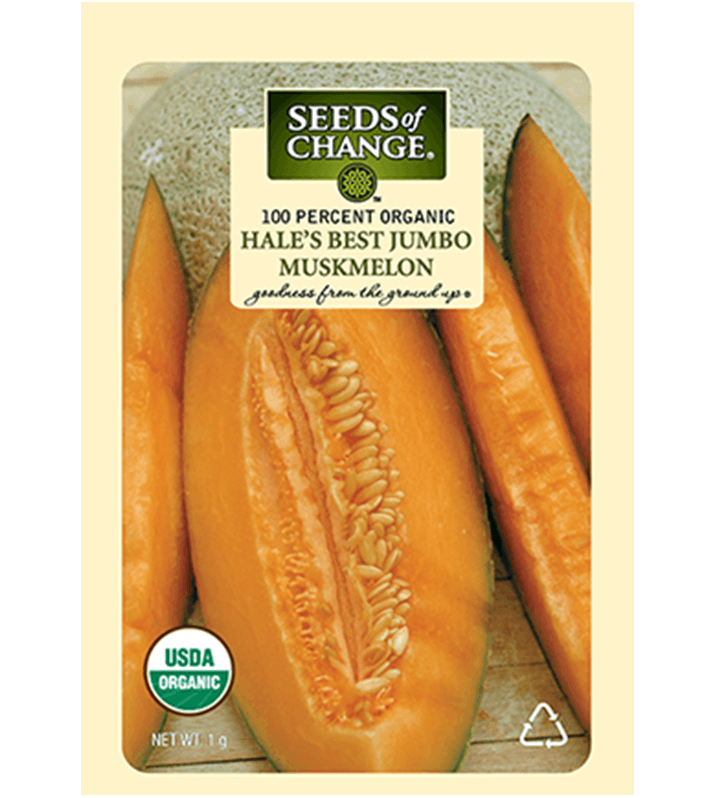 SEEDS of
CHANGE®
™
100 PERCENT ORGANIC
HALE'S BEST JUMBO
MUSKMELON
goodness from the ground up®
USDA
ORGANIC
NET WT. 1 g